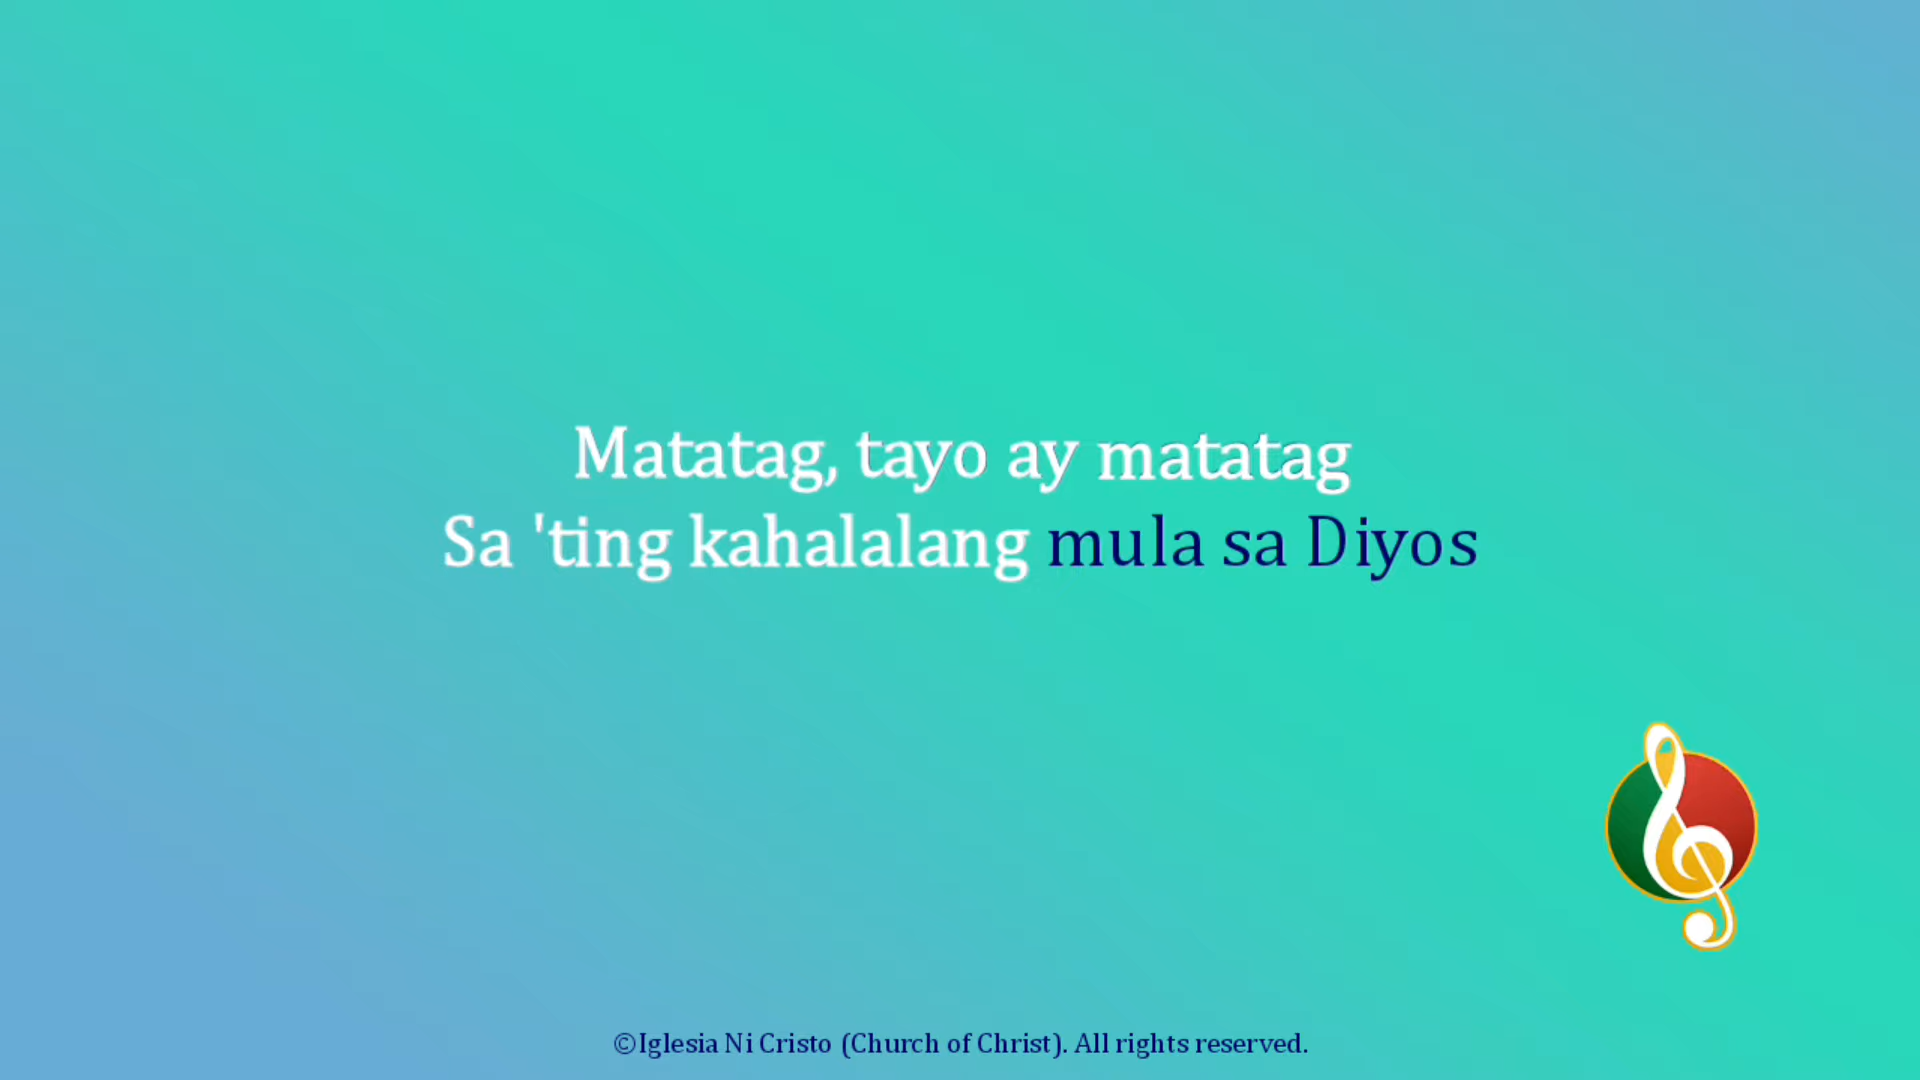 Matatag, tayo ay matatag
Sa 'ting kahalalang mula sa Diyos
©Iglesia Ni Cristo (Church of Christ). All rights reserved.